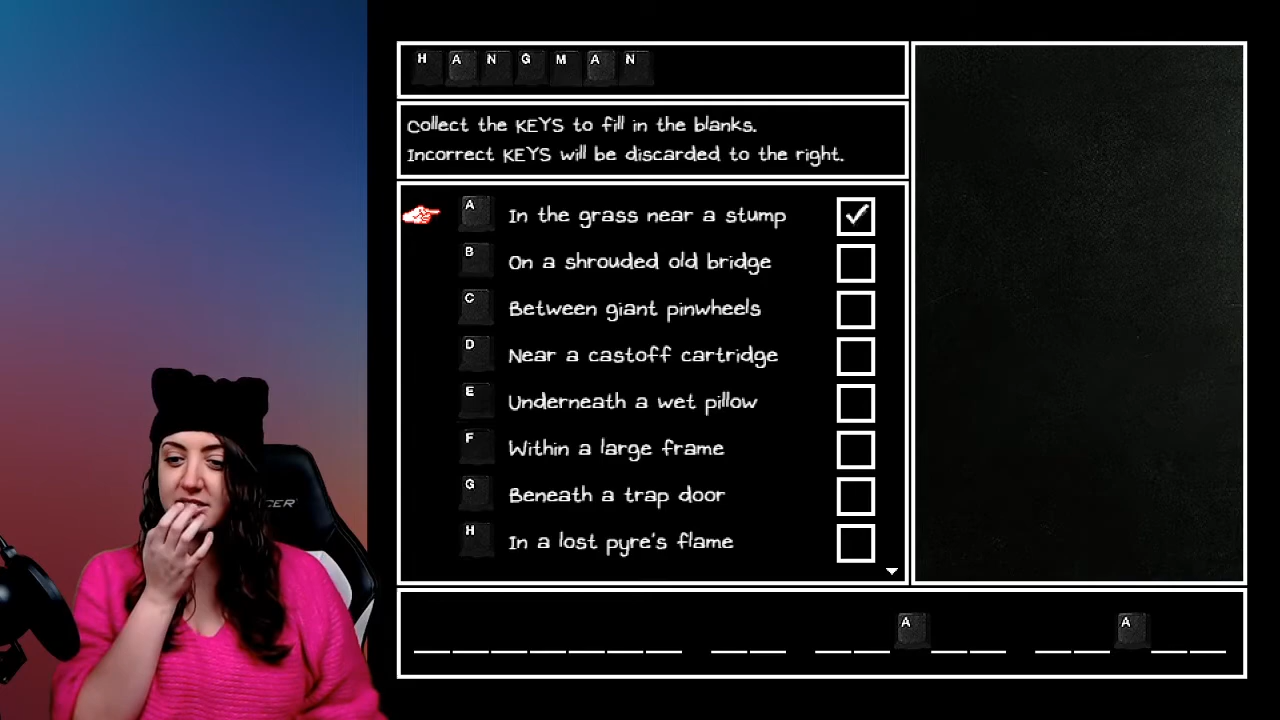 H A N G M A N
Collect the KEYS to fill in the blanks.
Incorrect KEYS will be discarded to the right.
A In the grass near a stump
B On a shrouded old bridge
C Between giant pinwheels
D Near a castoff cartridge
E Underneath a wet pillow
F Within a large frame
G Beneath a trap door
H In a lost pyre's flame
A A